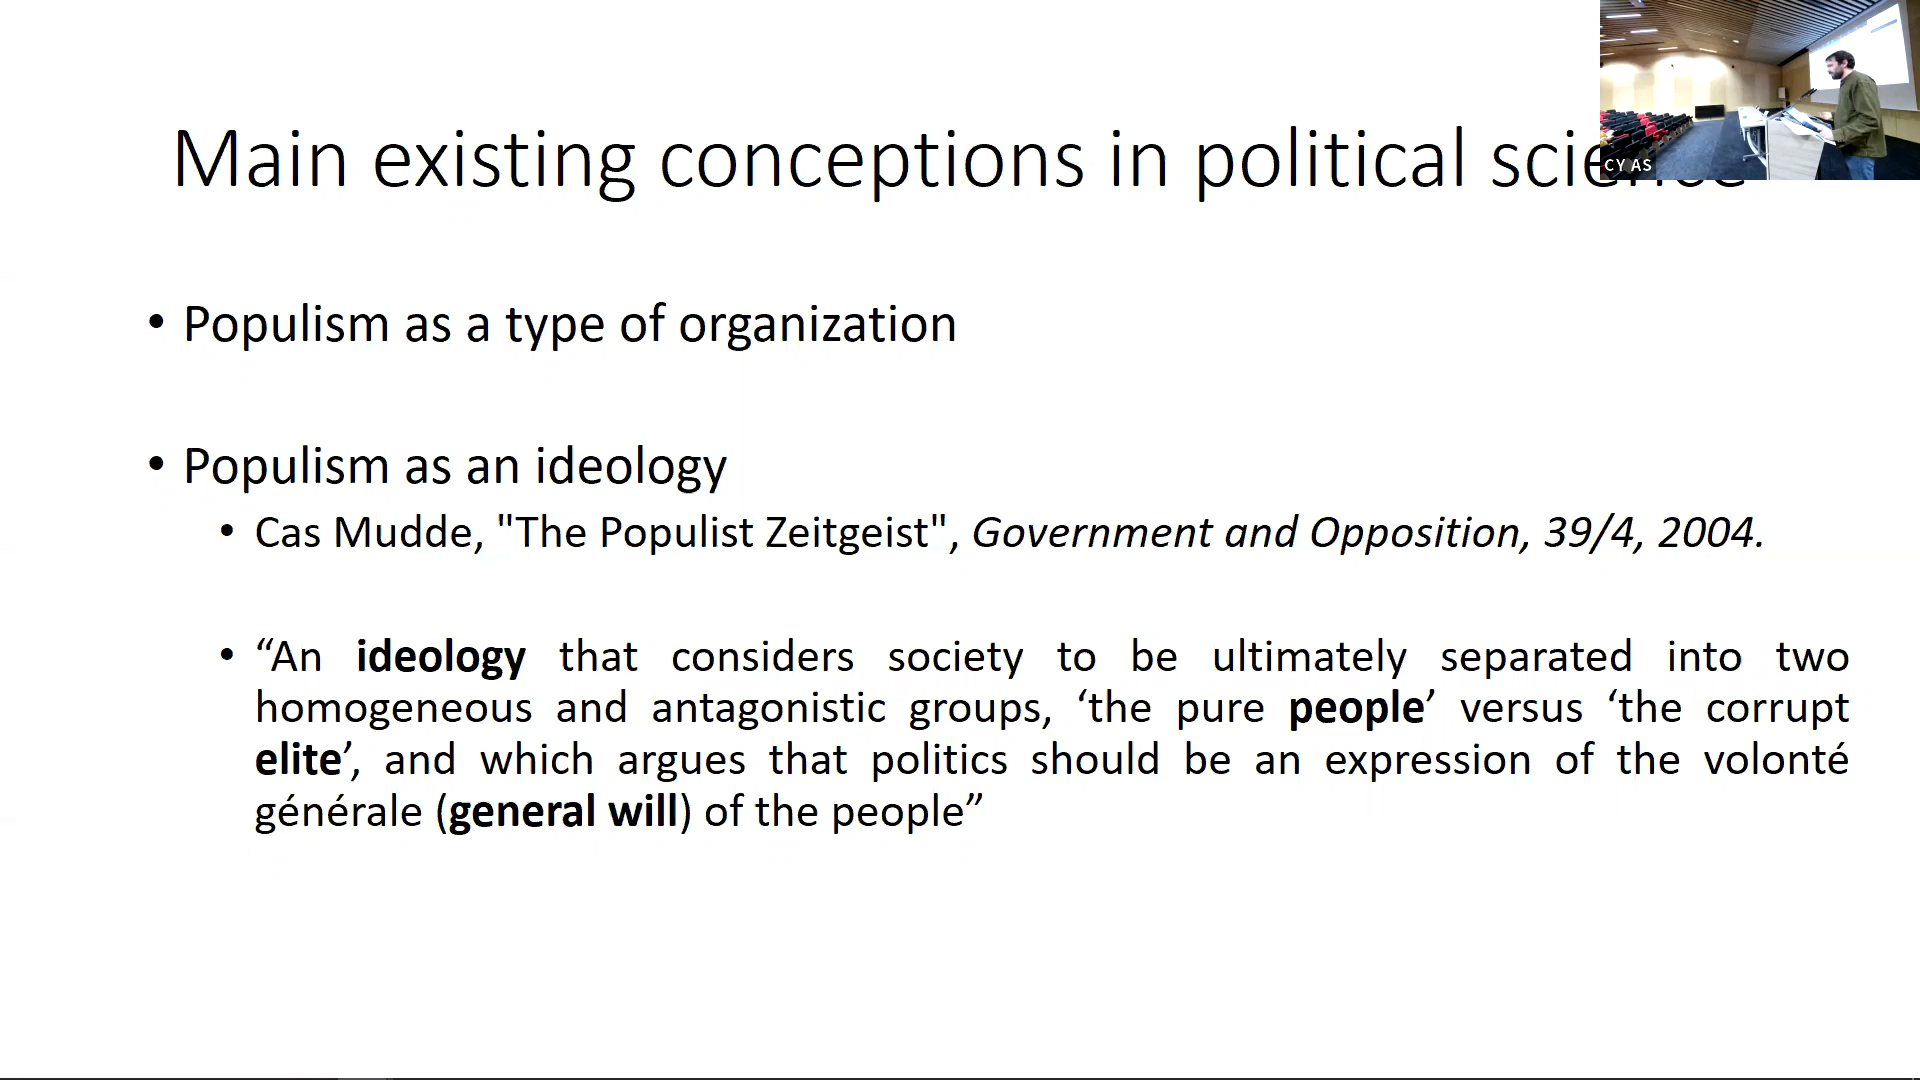 Main existing conceptions in political
• Populism as a type of organization
• Populism as an ideology
• Cas Mudde, "The Populist Zeitgeist", Government and Opposition, 39/4, 2004.
• “An ideology that considers society to be ultimately separated into two
homogeneous and antagonistic groups, ‘the pure people’ versus ‘the corrupt
elite’, and which argues that politics should be an expression of the volonté
générale (general will) of the people”
CY AS